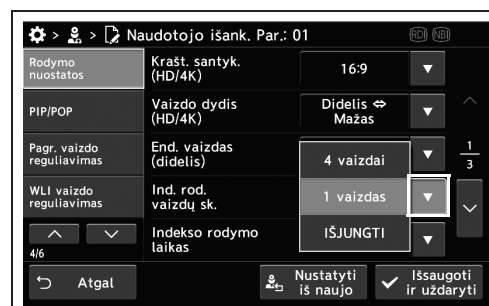 > > Naudotojo išank. Par.: 01
RDI NBI
Rodymo
nuostatos
PIP/POP
Pagr. vaizdo
reguliavimas
WLI vaizdo
reguliavimas
4/6
Krašt. santyk.
(HD/4K)
16:9
Vaizdo dydis
(HD/4K)
Didelis ⇔
Mažas
End. vaizdas
(didelis)
Ind. rod.
vaizdų sk.
4 vaizdai
1 vaizdas
IŠJUNGTI
Indekso rodymo
laikas
1
3
Atgal
Nustatyti
iš naujo
Išsaugoti
ir uždaryti